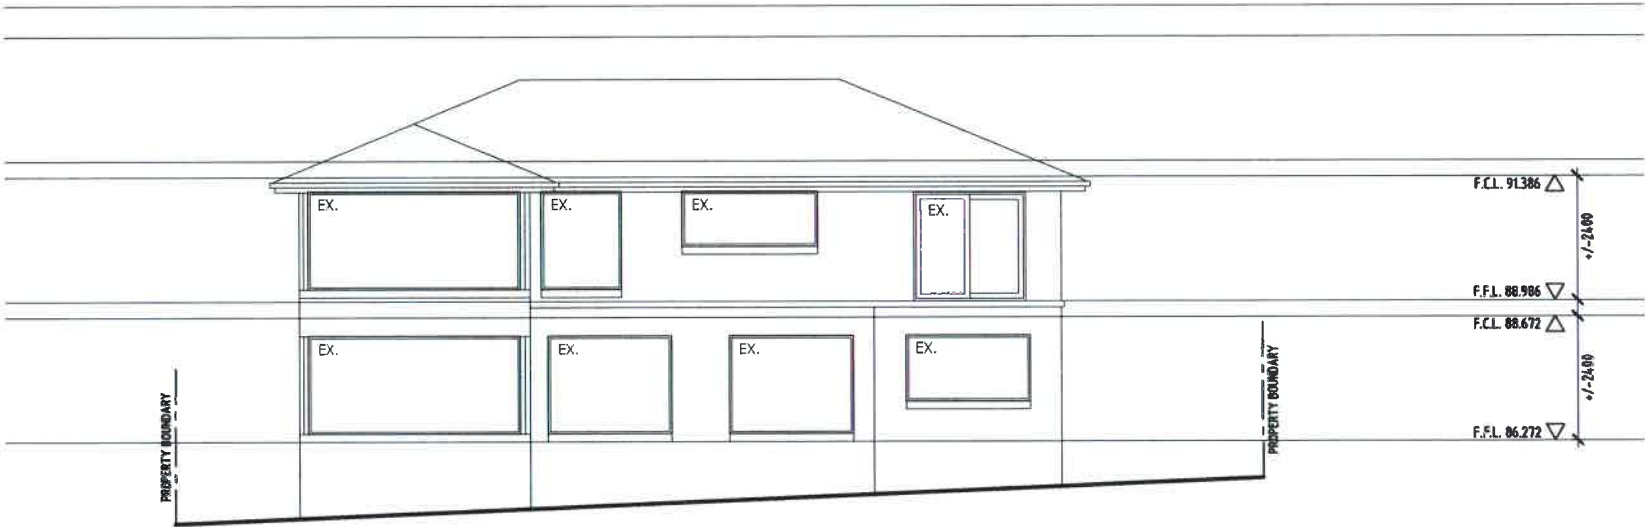 EX.
EX.
EX.
EX.
F.C.L. 91.386
+/-2400
F.F.L. 88.986
F.C.L. 88.672
EX.
EX.
EX.
EX.
+/-2400
F.F.L. 86.272
PROPERTY BOUNDARY
PROPERTY BOUNDARY